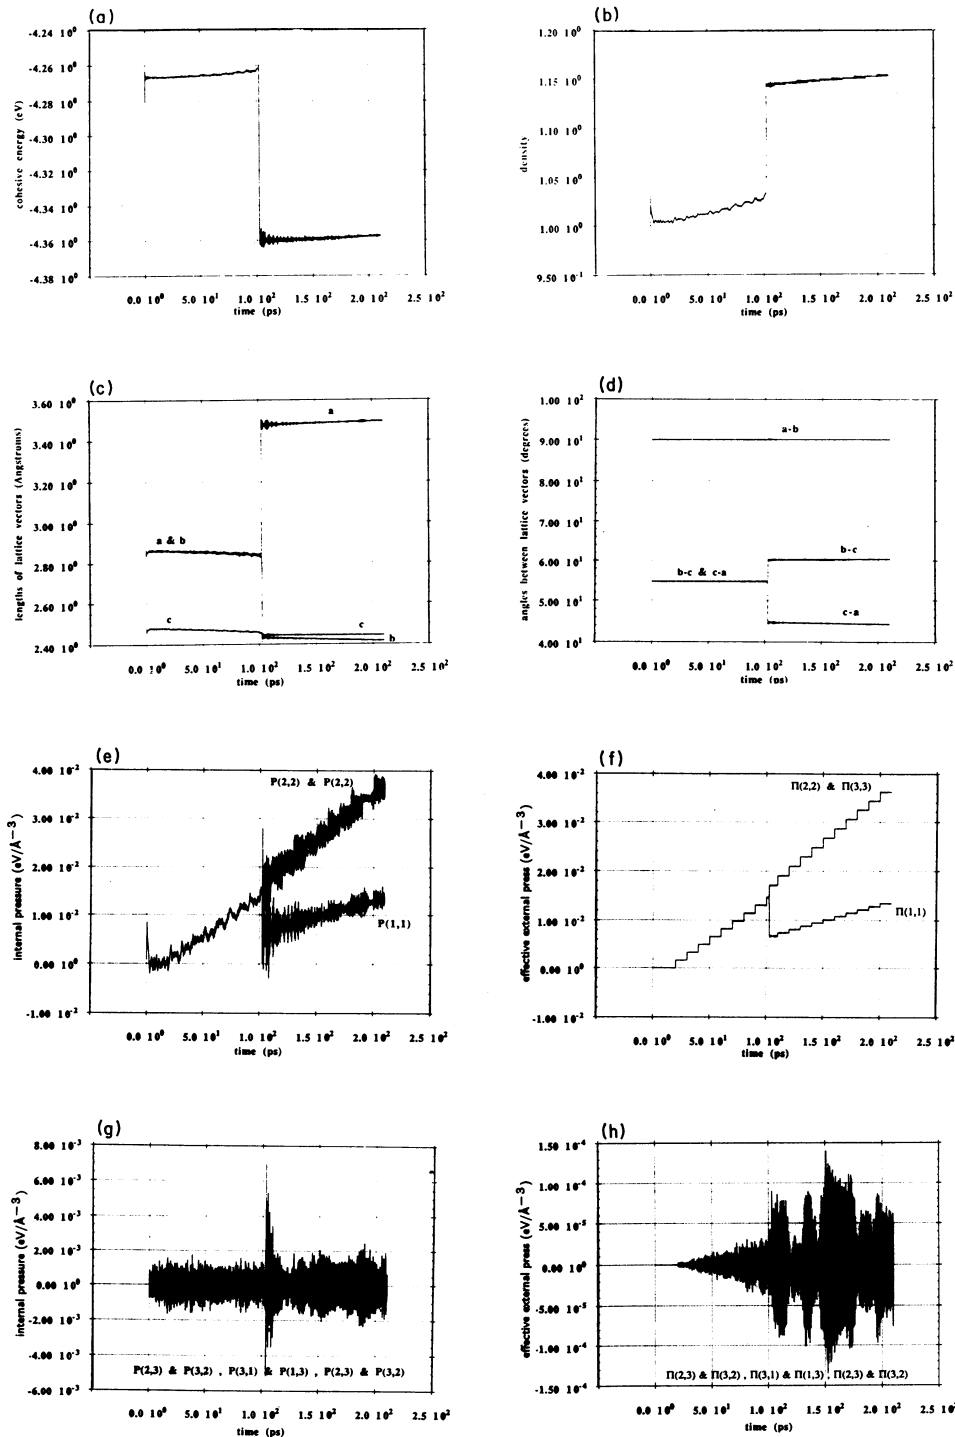 (a)
-4.24 10⁰
-4.26 10⁰
-4.28 10⁰
-4.30 10⁰
-4.32 10⁰
-4.34 10⁰
-4.36 10⁰
-4.38 10⁰
cohesive energy (eV)
0.0 10⁰ 5.0 10¹ 1.0 10² 1.5 10² 2.0 10² 2.5 10²
time (ps)
(b)
1.20 10⁰
1.15 10⁰
1.10 10⁰
1.05 10⁰
1.00 10⁰
9.50 10⁻¹
density
0.0 10⁰ 5.0 10¹ 1.0 10² 1.5 10² 2.0 10² 2.5 10²
time (ps)
(c)
3.60 10⁰
3.40 10⁰
3.20 10⁰
3.00 10⁰
2.80 10⁰
2.60 10⁰
2.40 10⁰
lengths of lattice vectors (Angstrums)
a
a & b
c
c
b
0.0 10⁰ 5.0 10¹ 1.0 10² 1.5 10² 2.0 10² 2.5 10²
time (ps)
(d)
1.00 10²
9.00 10¹
8.00 10¹
7.00 10¹
6.00 10¹
5.00 10¹
4.00 10¹
angles between lattice vectors (degrees)
a-b
b-c
b-c & c-a
c-a
0.0 10⁰ 5.0 10¹ 1.0 10² 1.5 10² 2.0 10² 2.5 10²
time (ps)
(e)
4.00 10⁻²
3.00 10⁻²
2.00 10⁻²
1.00 10⁻²
0.00 10⁰
-1.00 10⁻²
internal pressure (eV/Å−3)
P(2,2) & P(2,2)
P(1,1)
0.0 10⁰ 5.0 10¹ 1.0 10² 1.5 10² 2.0 10² 2.5 10²
time (ps)
(f)
4.00 10⁻²
3.00 10⁻²
2.00 10⁻²
1.00 10⁻²
0.00 10⁰
-1.00 10⁻²
effective external press (eV/Å−3)
Π(2,2) & Π(3,3)
Π(1,1)
0.0 10⁰ 5.0 10¹ 1.0 10² 1.5 10² 2.0 10² 2.5 10²
time (ps)
(g)
8.00 10⁻³
6.00 10⁻³
4.00 10⁻³
2.00 10⁻³
0.00 10⁰
-2.00 10⁻³
-4.00 10⁻³
-6.00 10⁻³
internal pressure (eV/Å−3)
P(2,3) & P(3,2) , P(3,1) & P(1,3) , P(2,3) & P(3,2)
0.0 10⁰ 5.0 10¹ 1.0 10² 1.5 10² 2.0 10² 2.5 10²
time (ps)
(h)
1.50 10⁻⁴
1.00 10⁻⁴
5.00 10⁻⁵
0.00 10⁰
-5.00 10⁻⁵
-1.00 10⁻⁴
-1.50 10⁻⁴
effective external press (eV/Å−3)
Π(2,3) & Π(3,2) , Π(3,1) & Π(1,3) , Π(2,3) & Π(3,2)
0.0 10⁰ 5.0 10¹ 1.0 10² 1.5 10² 2.0 10² 2.5 10²
time (ps)